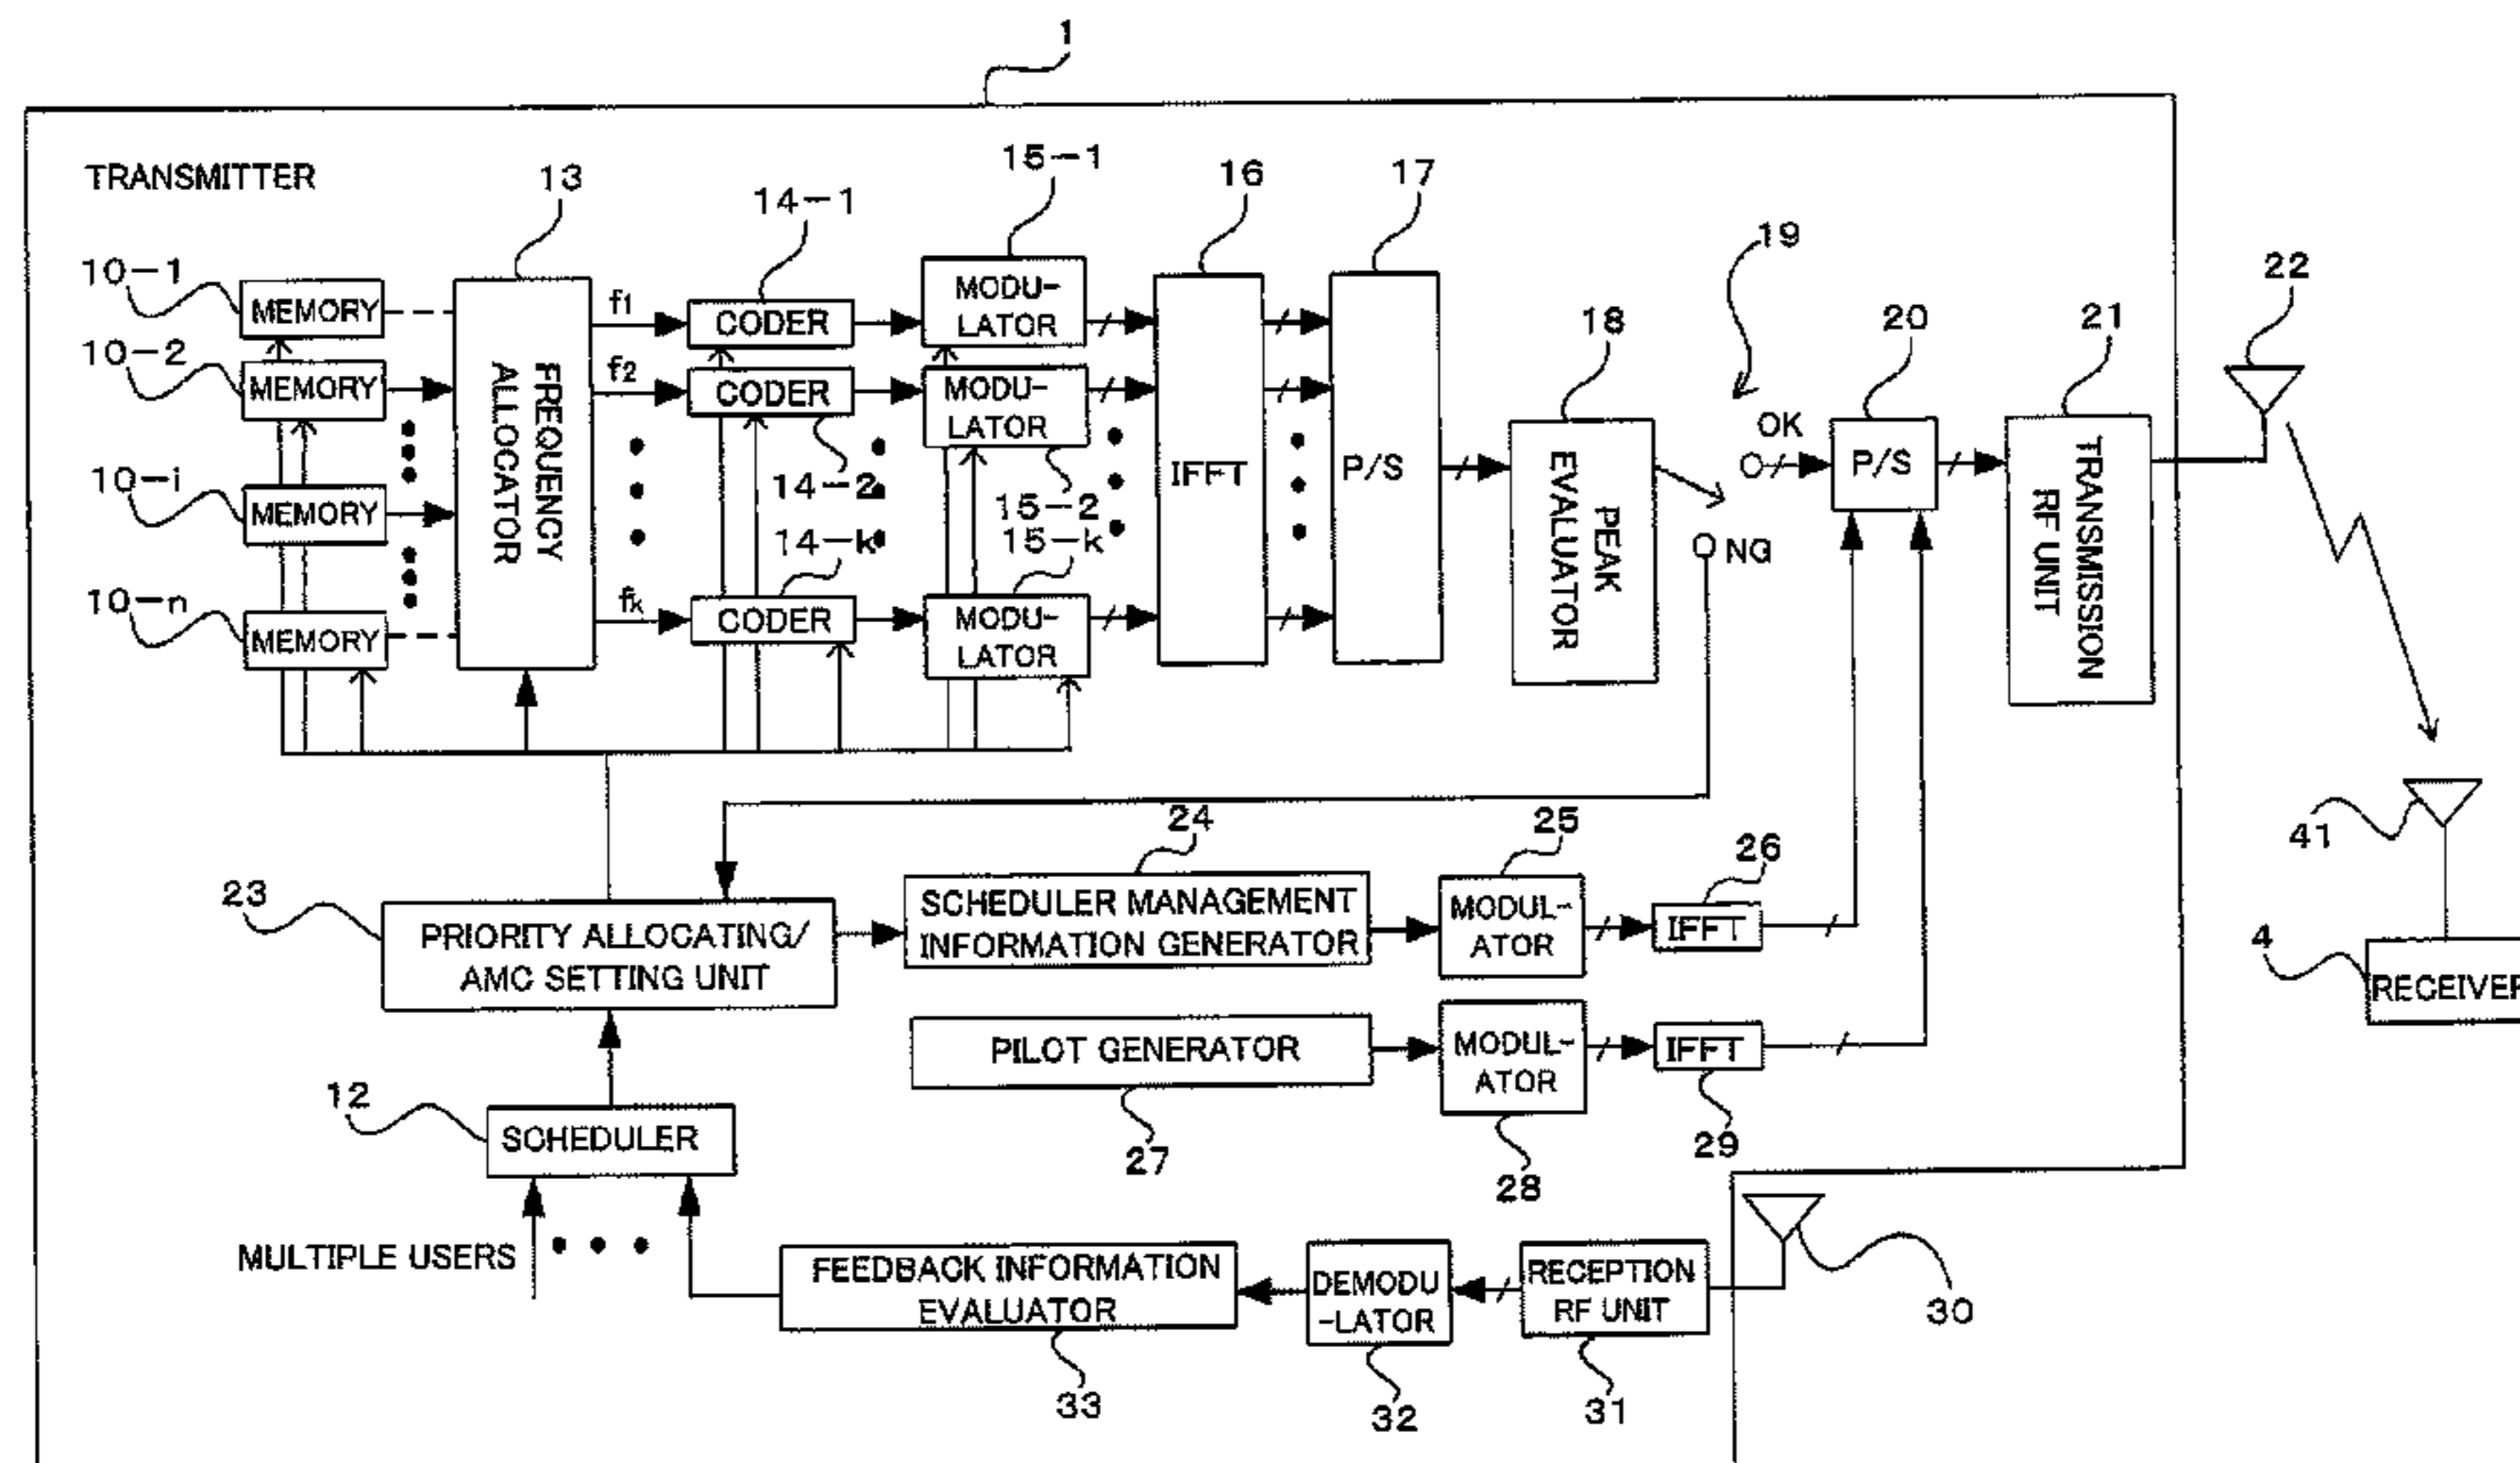 1
TRANSMITTER
13
14-1
15-1
16
17
19
22
10-1
MEMORY
f1
CODER
MODU-
LATOR
18
20
21
10-2
MEMORY
f2
CODER
MODU-
LATOR
FREQUENCY
ALLOCATOR
IFFT
P/S
PEAK
EVALUATOR
OK
P/S
TRANSMISSION
RF UNIT
10-i
MEMORY
14-2
15-2
14-k
15-k
NG
10-n
MEMORY
fk
CODER
MODU-
LATOR
24
25
26
41
23
PRIORITY ALLOCATING/
AMC SETTING UNIT
SCHEDULER MANAGEMENT
INFORMATION GENERATOR
MODUL-
ATOR
IFFT
4
RECEIVER
PILOT GENERATOR
MODUL-
ATOR
IFFT
12
SCHEDULER
27
28
29
MULTIPLE USERS
FEEDBACK INFORMATION
EVALUATOR
DEMODU
-LATOR
RECEPTION
RF UNIT
30
33
32
31